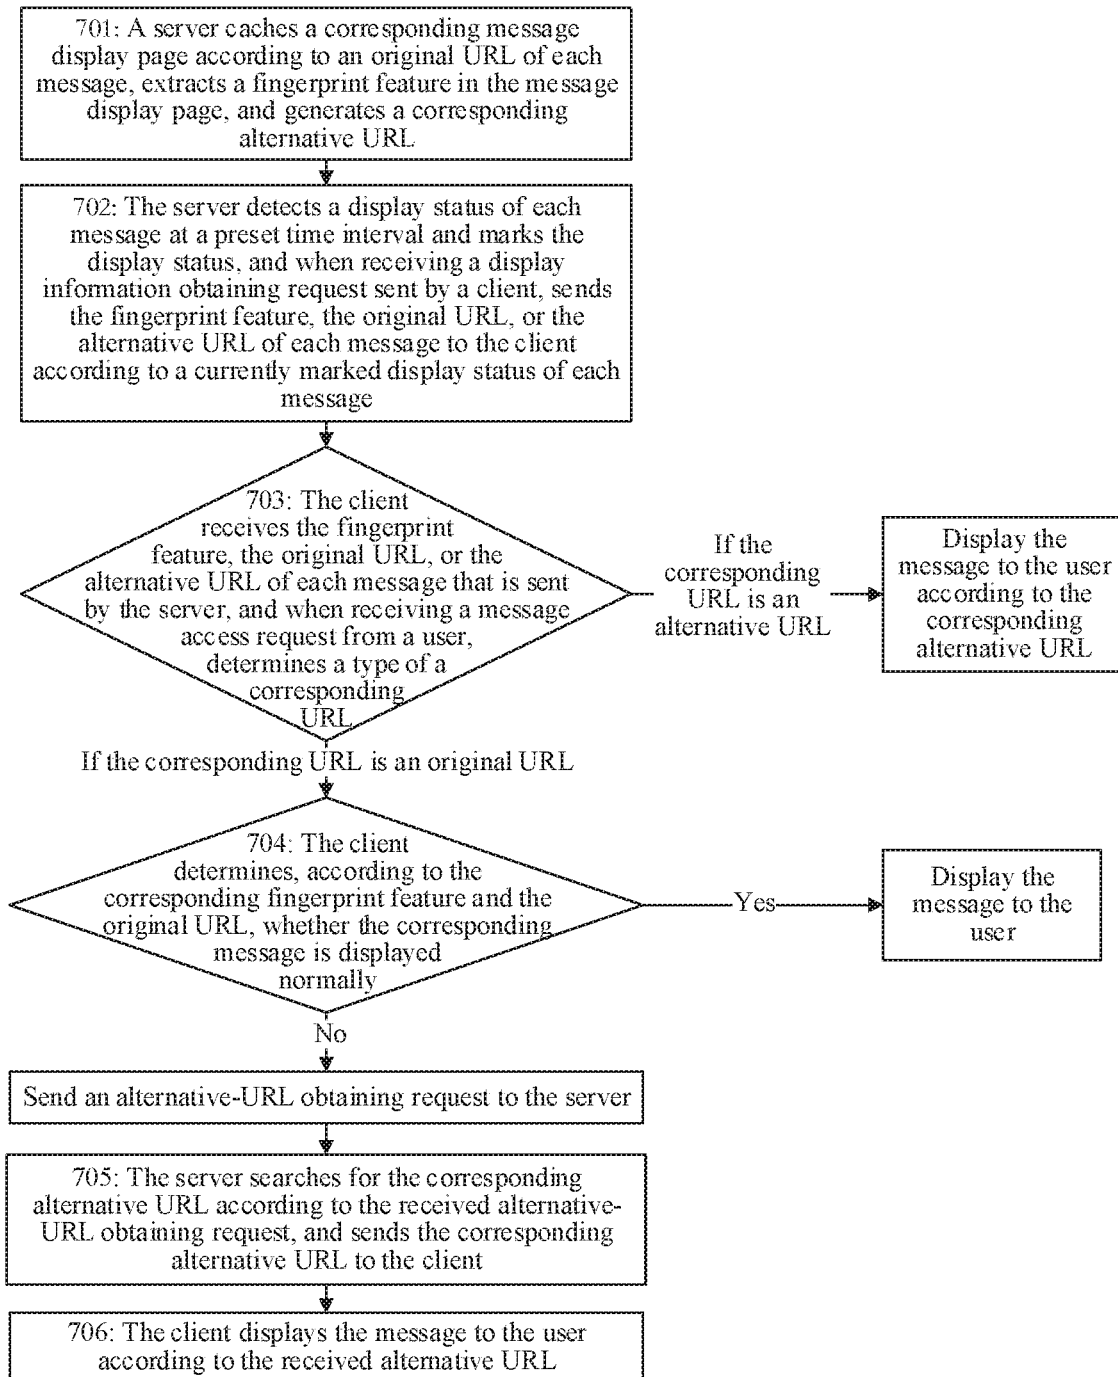 701: A server caches a corresponding message
display page according to an original URL of each
message, extracts a fingerprint feature in the message
display page, and generates a corresponding
alternative URL
702: The server detects a display status of each
message at a preset time interval and marks the
display status, and when receiving a display
information obtaining request sent by a client, sends
the fingerprint feature, the original URL, or the
alternative URL of each message to the client
according to a currently marked display status of each
message
703: The client
receives the fingerprint
feature, the original URL, or the
alternative URL of each message that is sent
by the server, and when receiving a message
access request from a user,
determines a type of a
corresponding
URL
If the
corresponding
URL is an
alternative URL
Display the
message to the user
according to the
corresponding
alternative URL
If the corresponding URL is an original URL
704: The client
determines, according to the
corresponding fingerprint feature and the
original URL, whether the corresponding
message is displayed
normally
Yes
Display the
message to the
user
No
Send an alternative-URL obtaining request to the server
705: The server searches for the corresponding
alternative URL according to the received alternative-
URL obtaining request, and sends the corresponding
alternative URL to the client
706: The client displays the message to the user
according to the received alternative URL